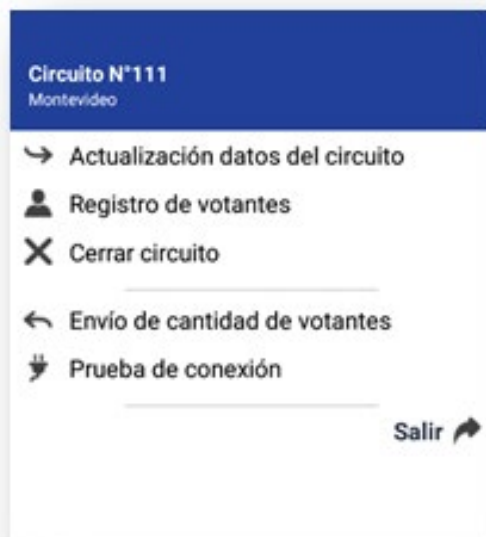 Circuito N°111
Montevideo
Actualización datos del circuito
Registro de votantes
Cerrar circuito
Envío de cantidad de votantes
Prueba de conexión
Salir